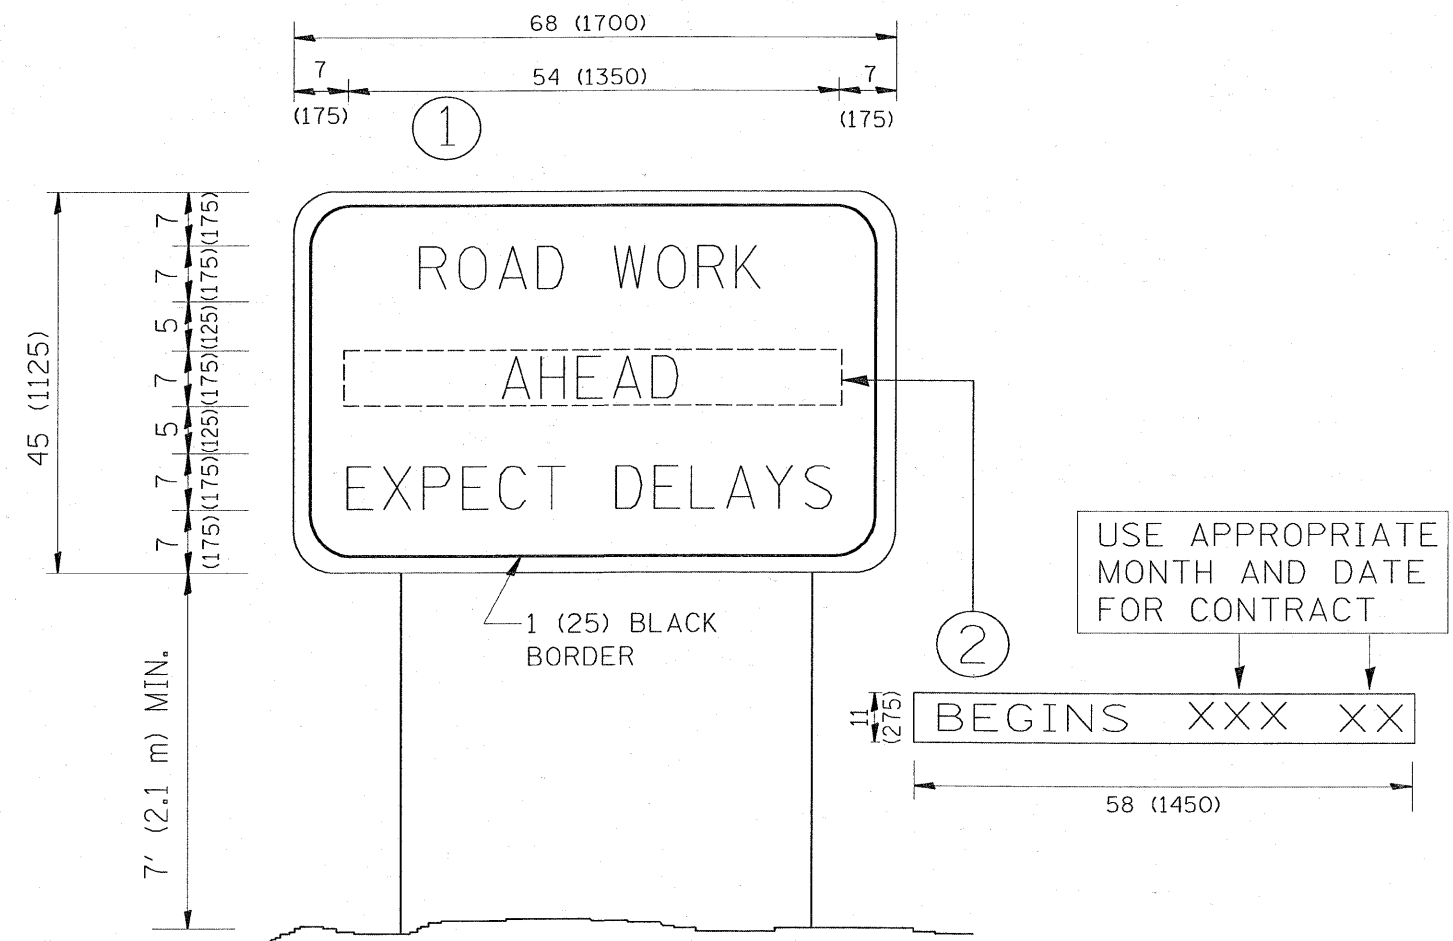 68 (1700)
7
54 (1350)
7
(175)
(175)
1
45 (1125)
7
(175)
7
(175)
5
(125)
7
(175)
5
(125)
7
(175)
7
(175)
ROAD WORK
AHEAD
EXPECT DELAYS
1 (25) BLACK
BORDER
7' (2.1 m) MIN.
2
USE APPROPRIATE
MONTH AND DATE
FOR CONTRACT
11
(275)
BEGINS XXX XX
58 (1450)